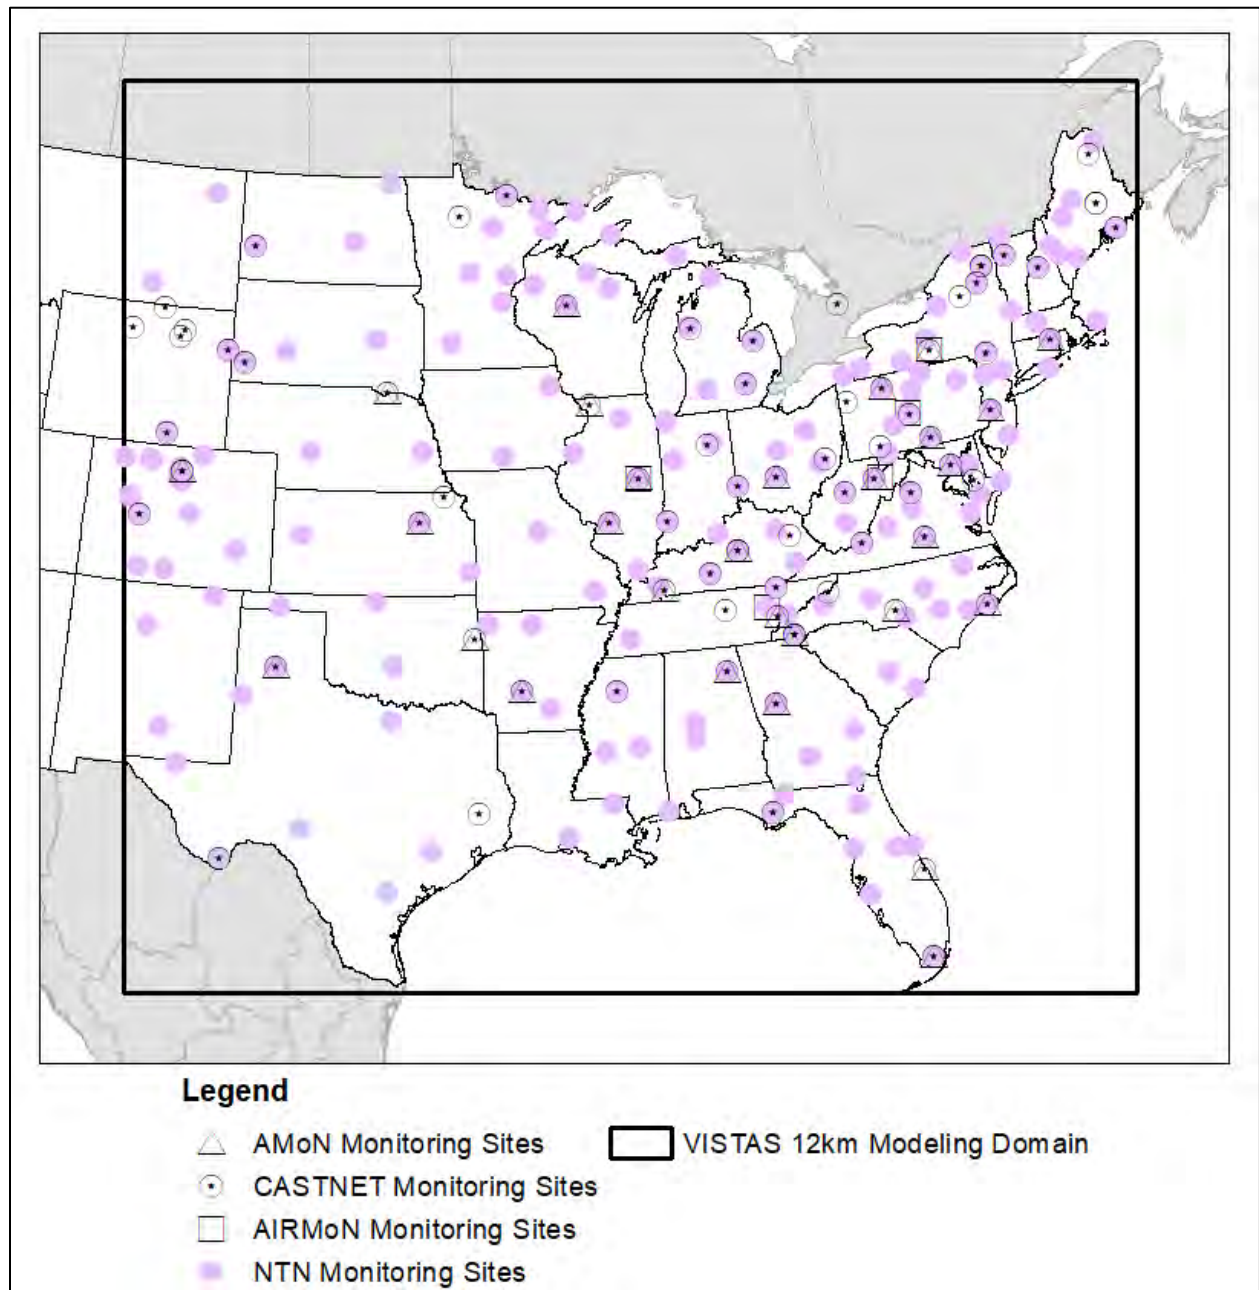 Legend
AMoN Monitoring Sites
CASTNET Monitoring Sites
AIRMoN Monitoring Sites
NTN Monitoring Sites
VISTAS 12km Modeling Domain